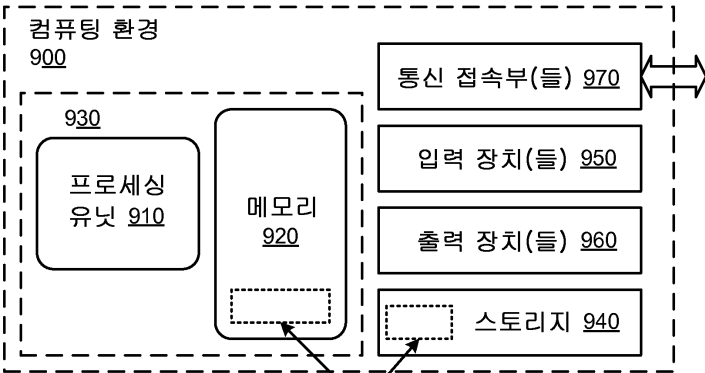 컴퓨팅 환경
900
930
프로세싱
유닛 910
메모리
920
통신 접속부(들) 970
입력 장치(들) 950
출력 장치(들) 960
스토리지 940